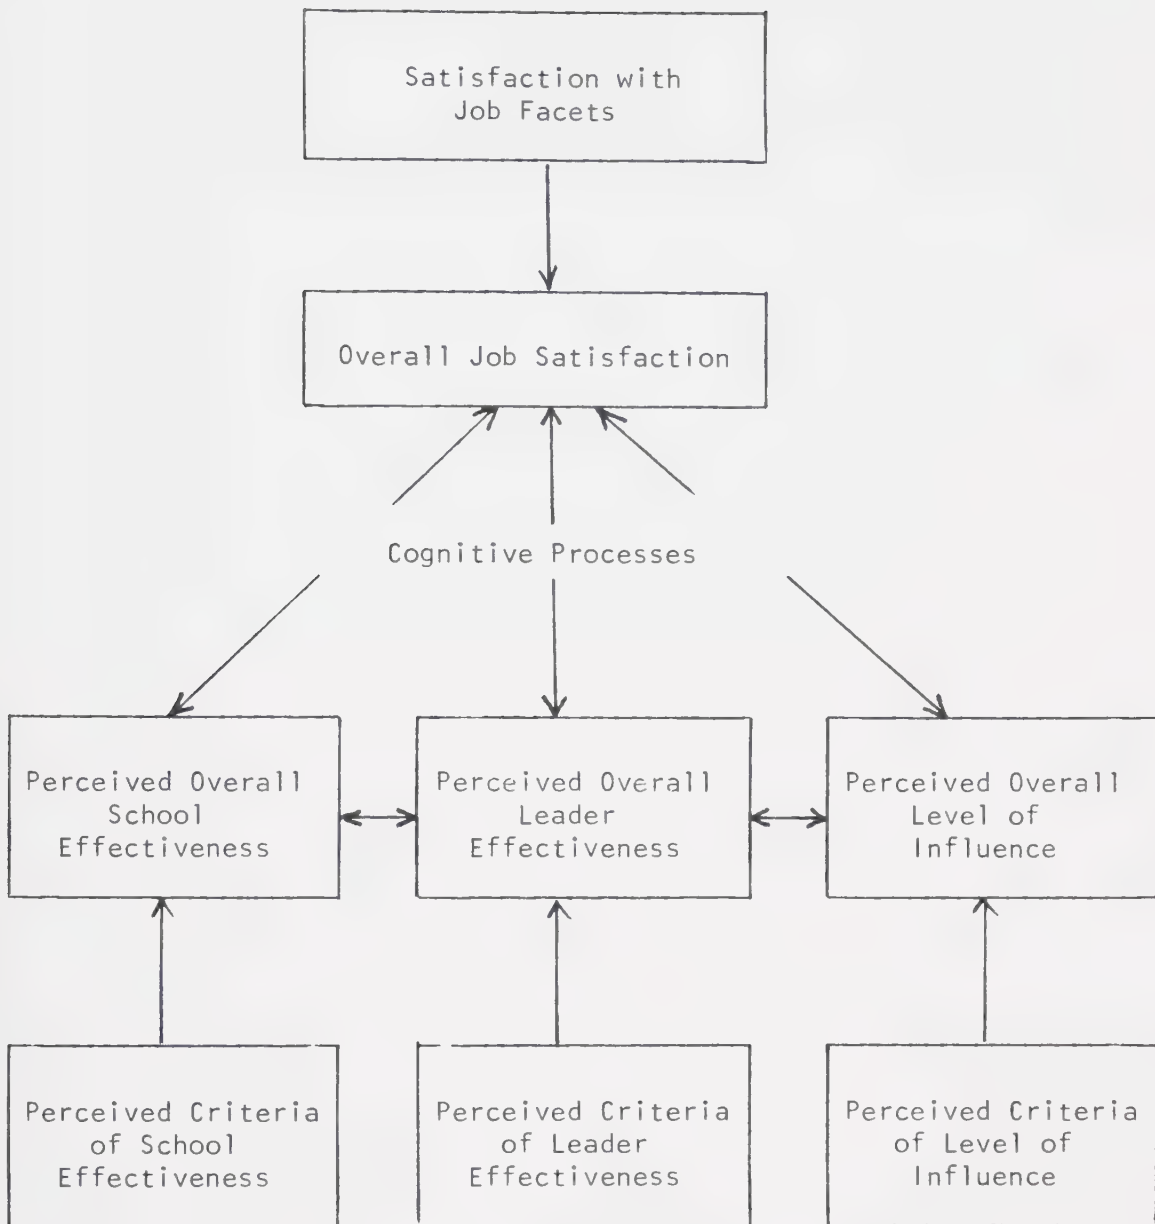 Satisfaction with
Job Facets
Overall Job Satisfaction
Cognitive Processes
Perceived Overall
School
Effectiveness
Perceived Overall
Leader
Effectiveness
Perceived Overall
Level of
Influence
Perceived Criteria
of School
Effectiveness
Perceived Criteria
of Leader
Effectiveness
Perceived Criteria
of Level of
Influence